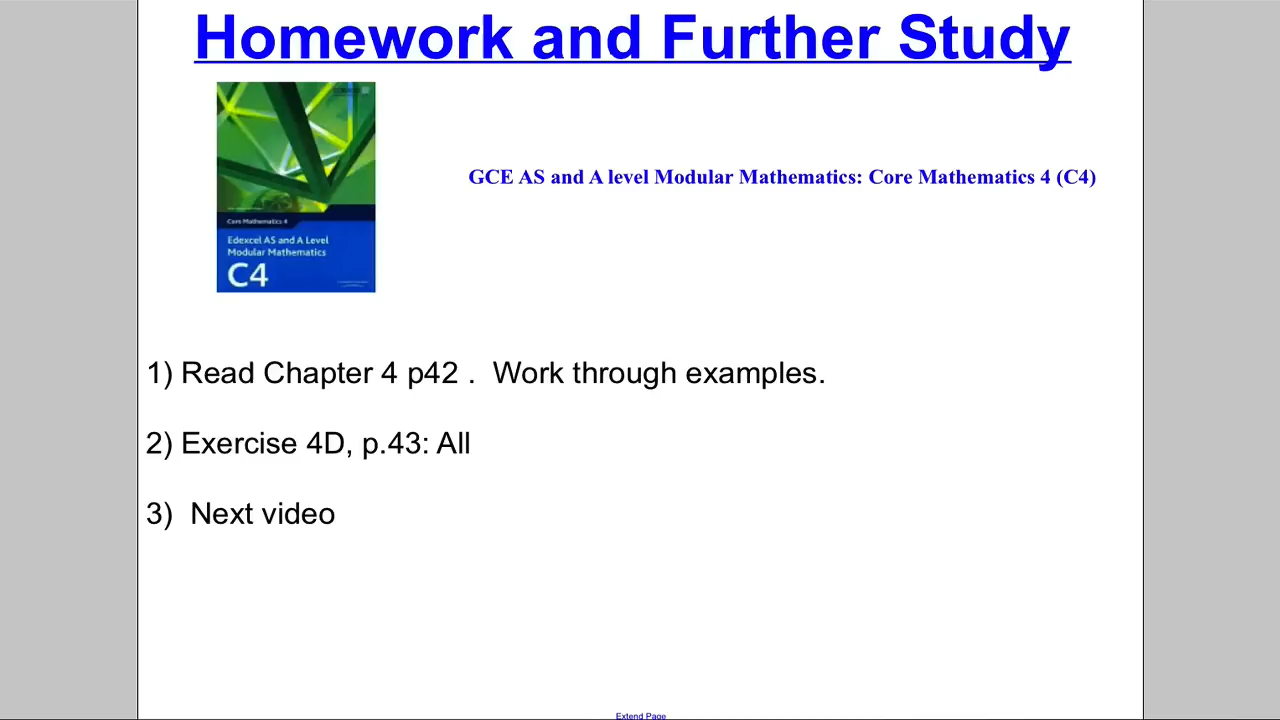 Homework and Further Study
GCE AS and A level Modular Mathematics: Core Mathematics 4 (C4)
Core Mathematics 4
Edexcel AS and A Level
Modular Mathematics
C4
1) Read Chapter 4 p42 .  Work through examples.
2) Exercise 4D, p.43: All
3)  Next video
Extend Page